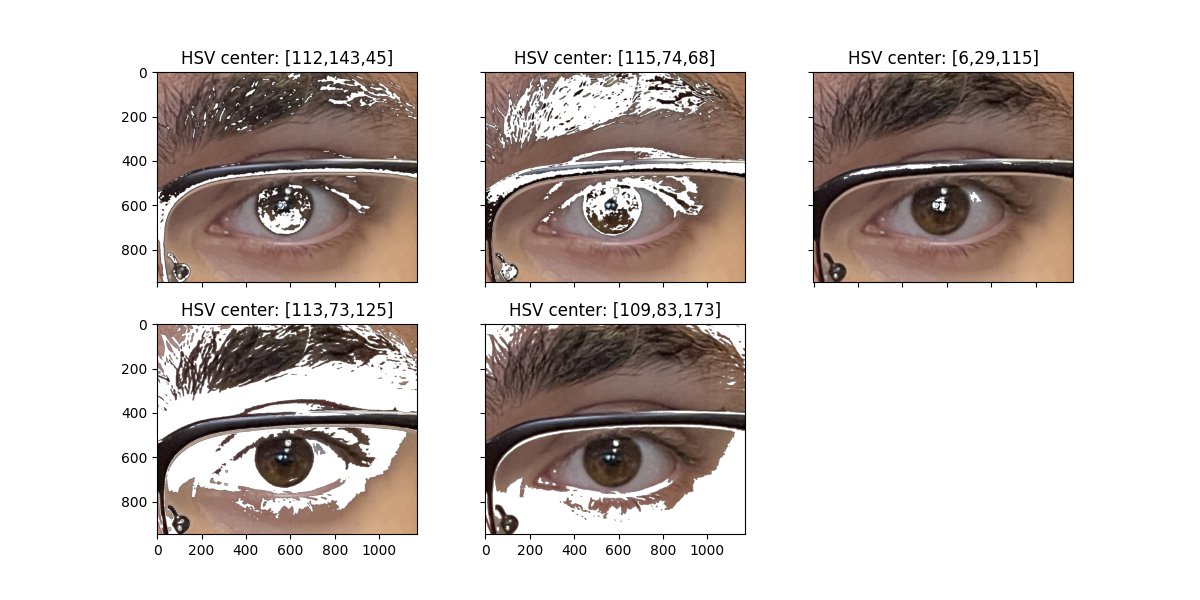 HSV center: [112,143,45]
HSV center: [115,74,68]
HSV center: [6,29,115]
0
200
400
600
800
HSV center: [113,73,125]
HSV center: [109,83,173]
0
200
400
600
800
0 200 400 600 800 1000
0 200 400 600 800 1000